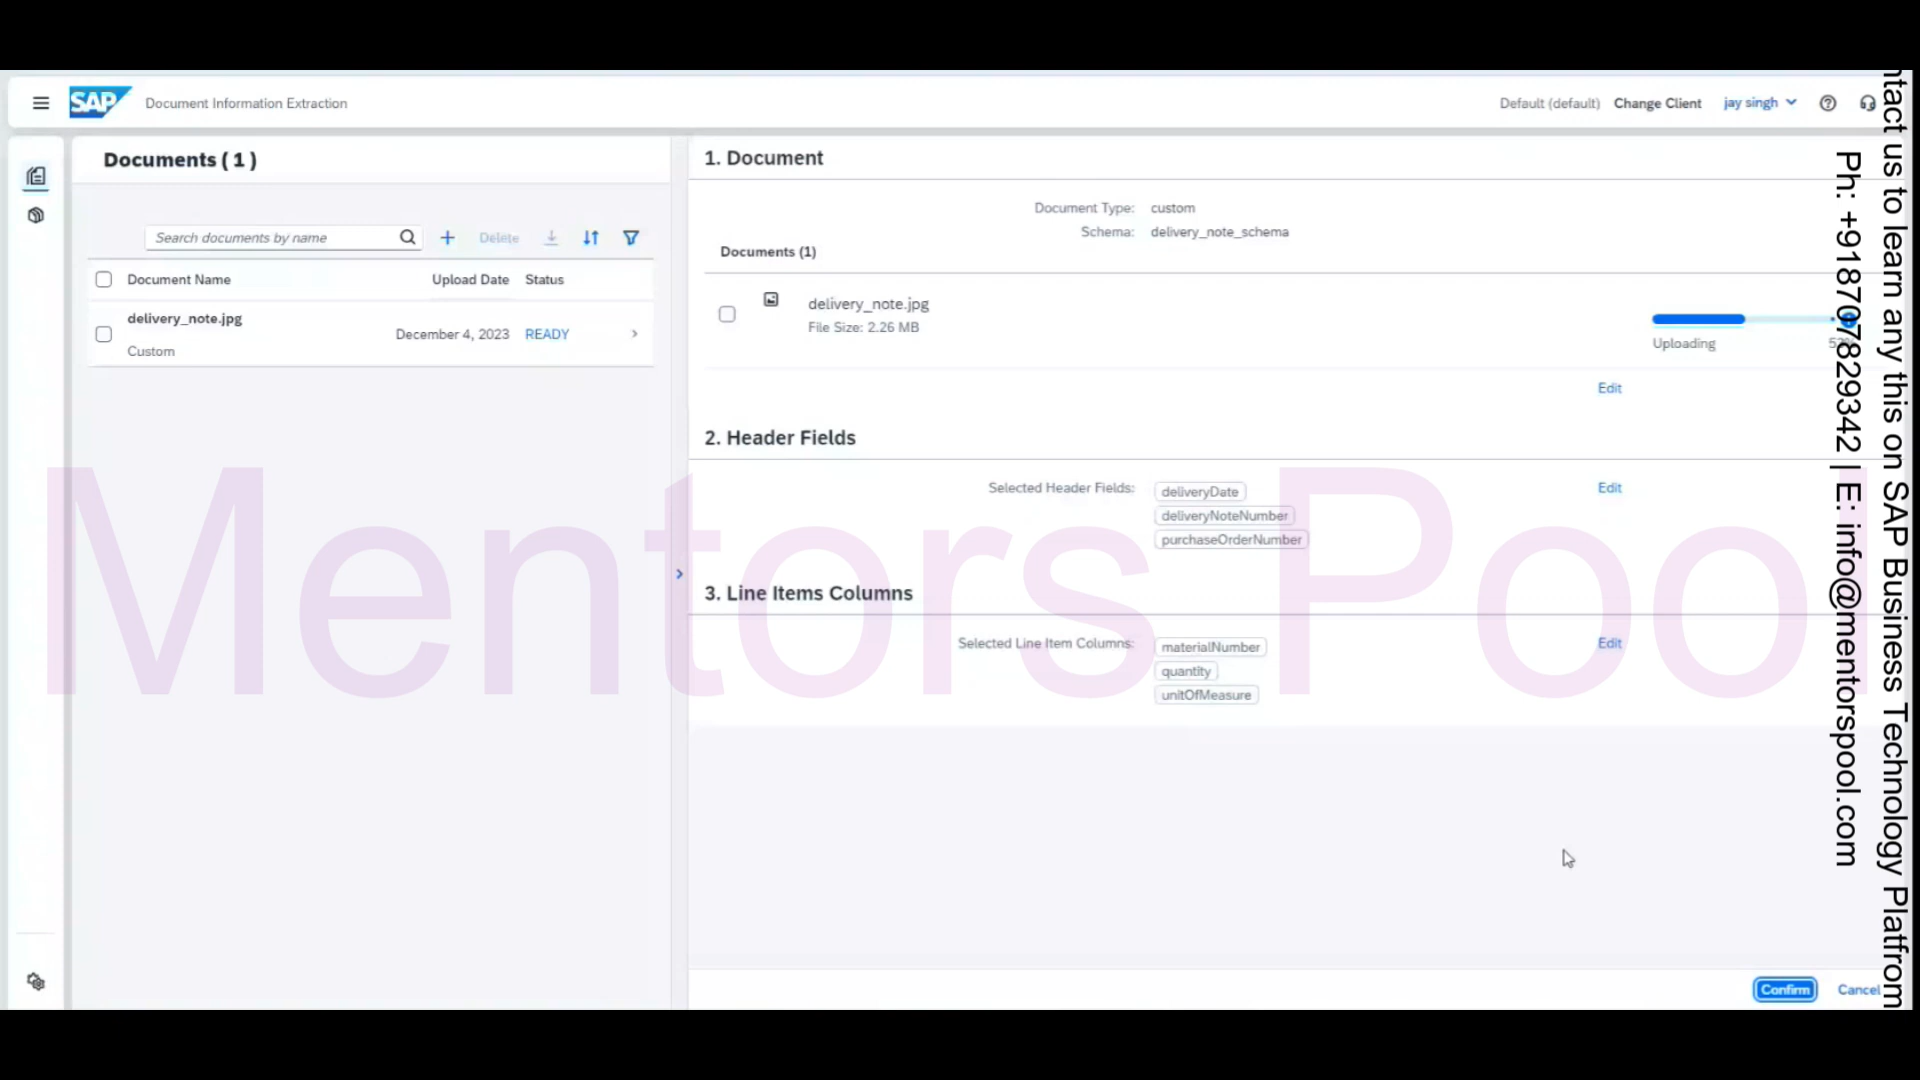 SAP Document Information Extraction
Default (default) Change Client jay singh
Documents ( 1 )
Search documents by name
Delete
Document Name Upload Date Status
delivery_note.jpg
Custom
December 4, 2023 READY
1. Document
Document Type: custom
Schema: delivery_note_schema
Documents (1)
delivery_note.jpg
File Size: 2.26 MB
Uploading
Edit
2. Header Fields
Selected Header Fields: deliveryDate
deliveryNoteNumber
purchaseOrderNumber
Edit
3. Line Items Columns
Selected Line Item Columns: materialNumber
quantity
unitOfMeasure
Edit
Confirm Cancel
Mentors Pool
us to learn any this on SAP Business Technology Platfrom
Ph: +918707829342 | E: info@mentorspool.com